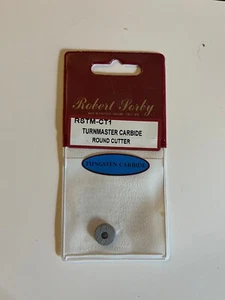 Robert Sorby
RSTM-CT1
TURNMASTER CARBIDE
ROUND CUTTER
TUNGSTEN CARBIDE